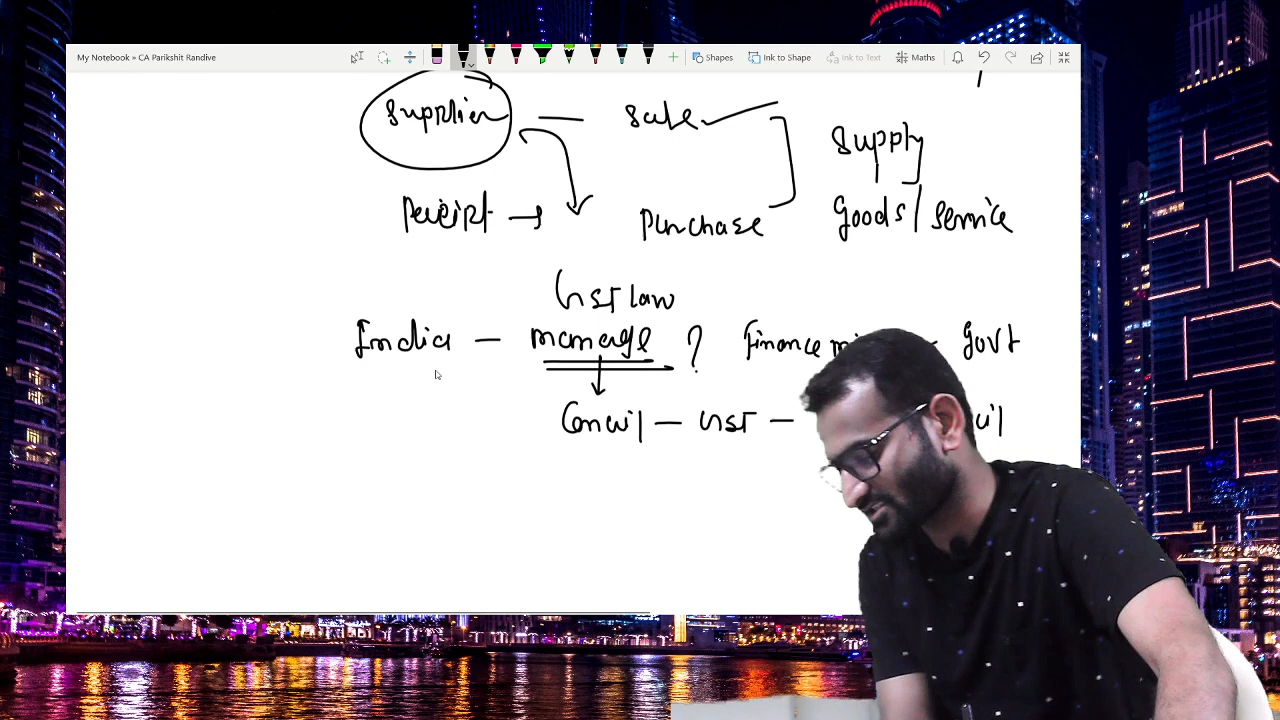 My Notebook » CA Parikshit Randive
Shapes Ink to Shape Ink to Text Maths
Supplier — Sale
Supply
Receipt → Purchase Goods / Service
GST law
India — manage ? Finance Govt
Council — GST —